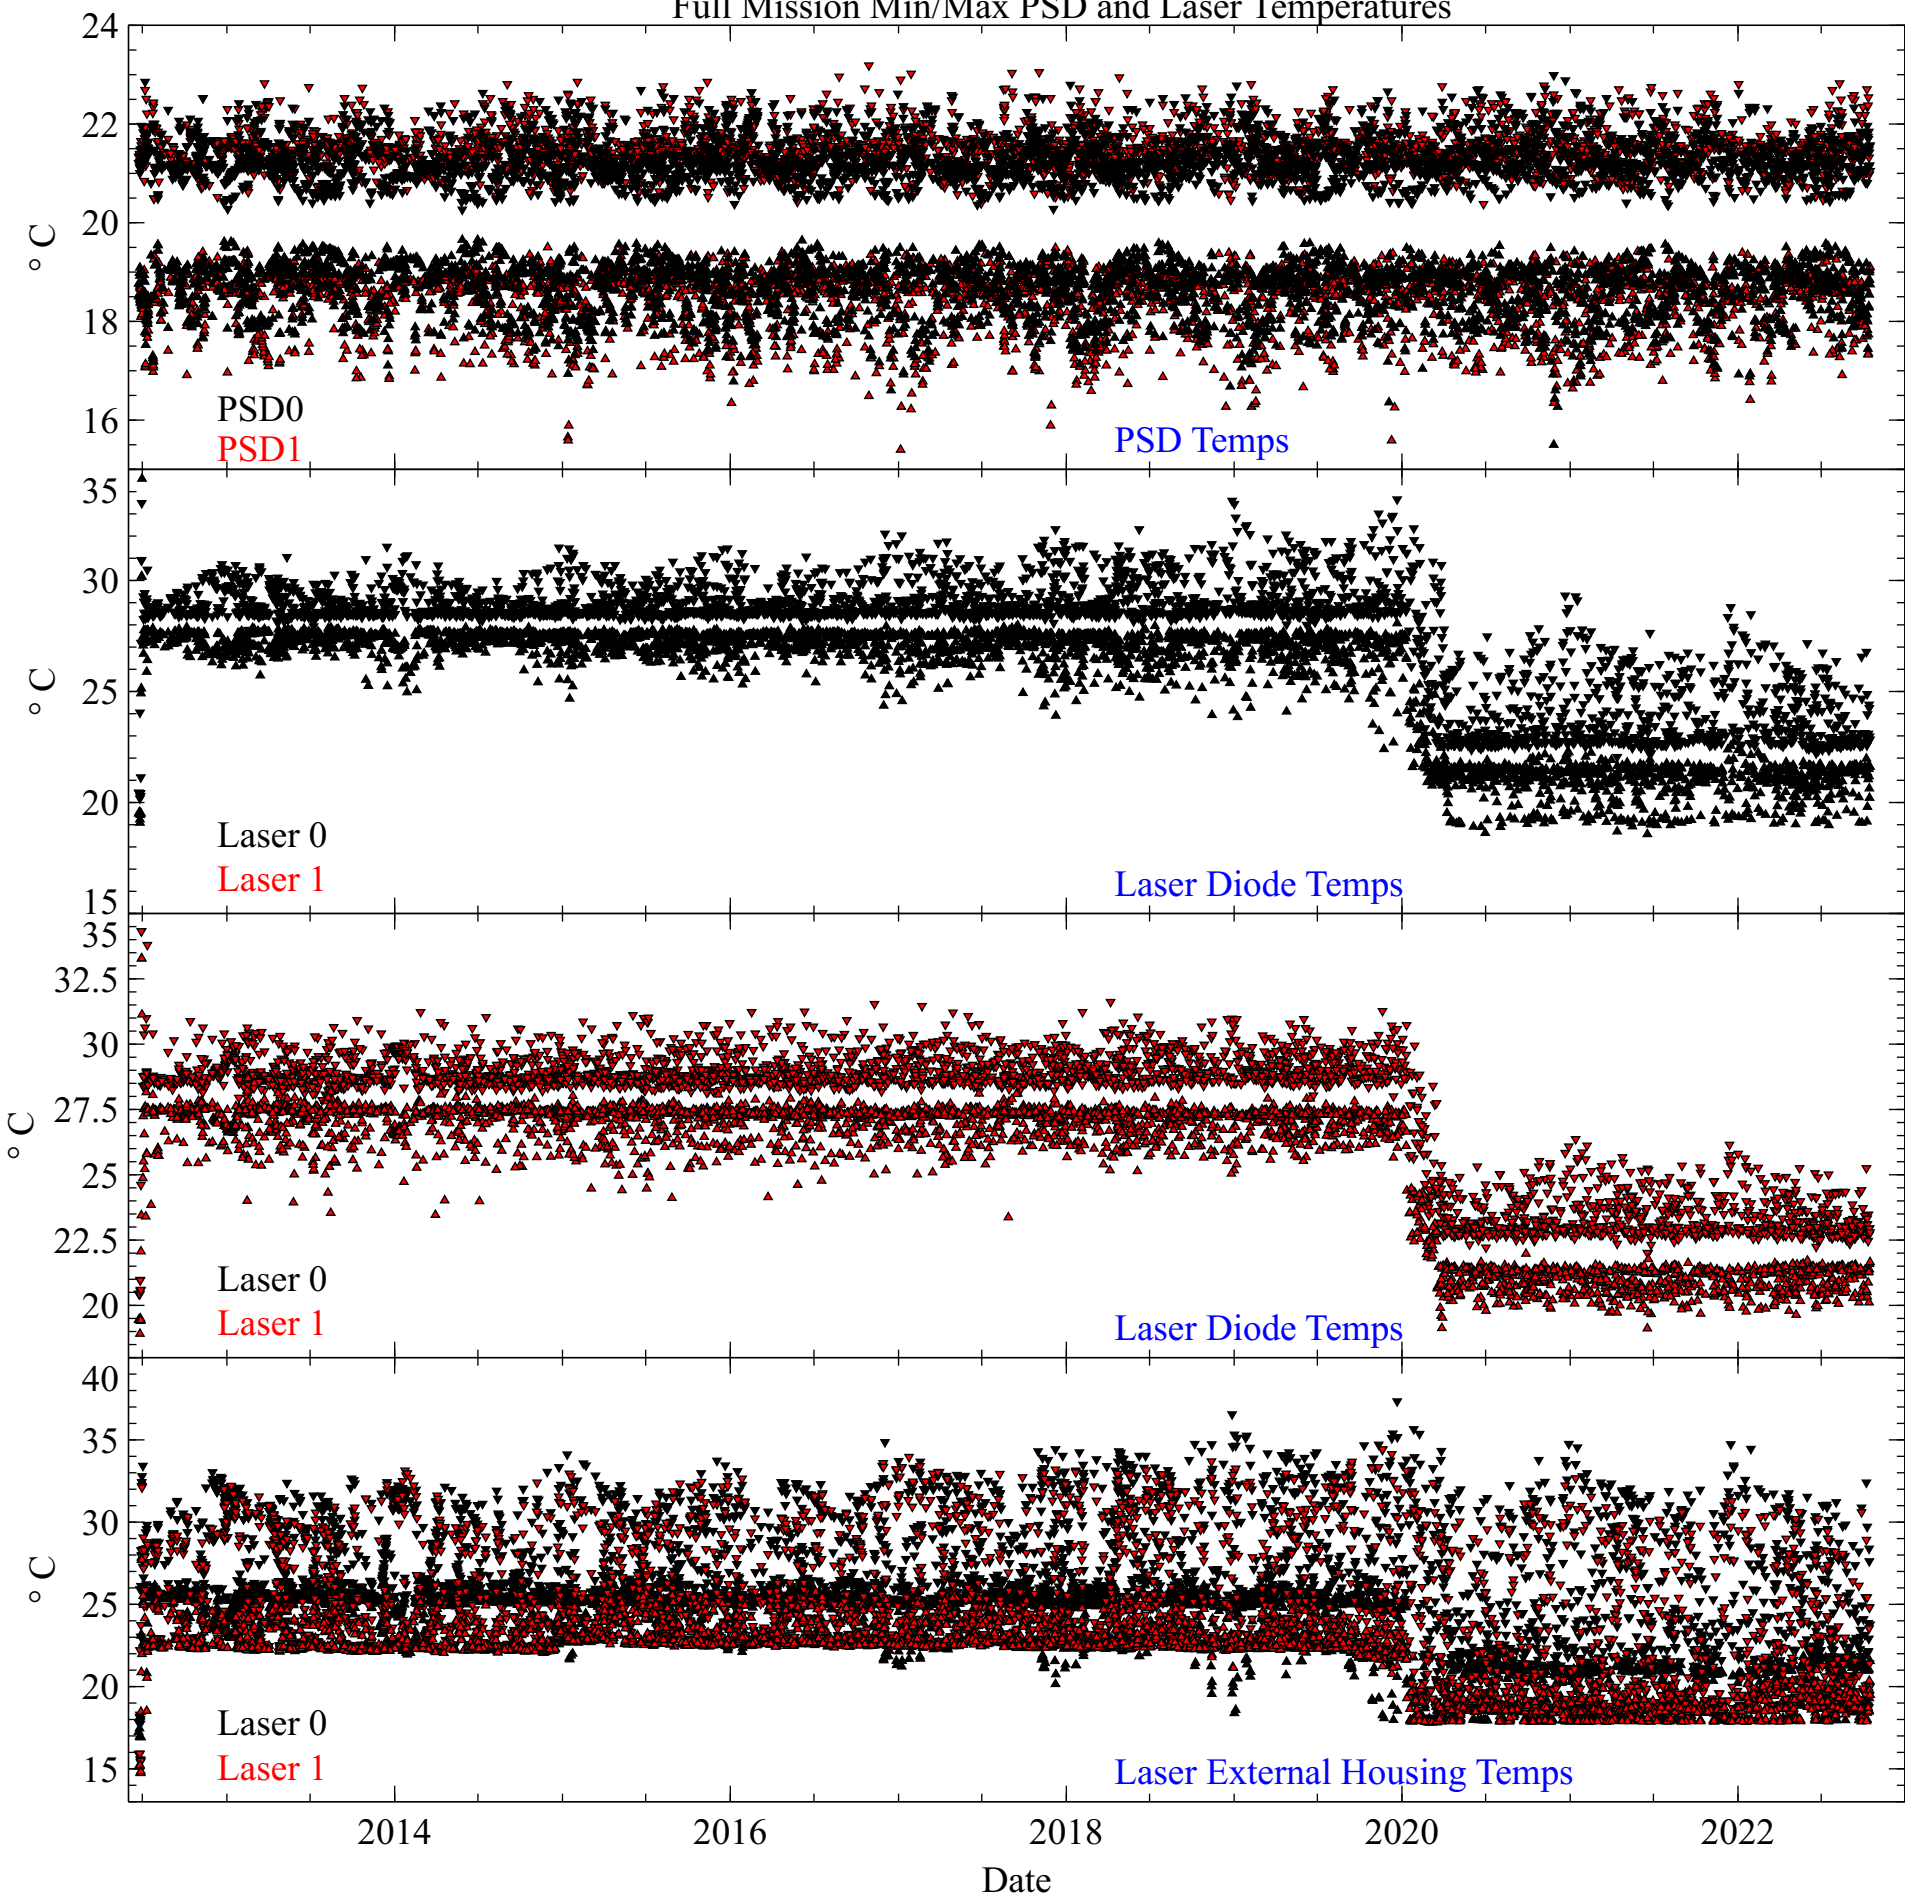 Full Mission Min/Max PSD and Laser Temperatures
24
22
20
18
16
° C
PSD0
PSD1
PSD Temps
35
30
25
20
15
° C
Laser 0
Laser 1
Laser Diode Temps
35
32.5
30
27.5
25
22.5
20
° C
Laser 0
Laser 1
Laser Diode Temps
40
35
30
25
20
15
° C
Laser 0
Laser 1
Laser External Housing Temps
2014 2016 2018 2020 2022
Date